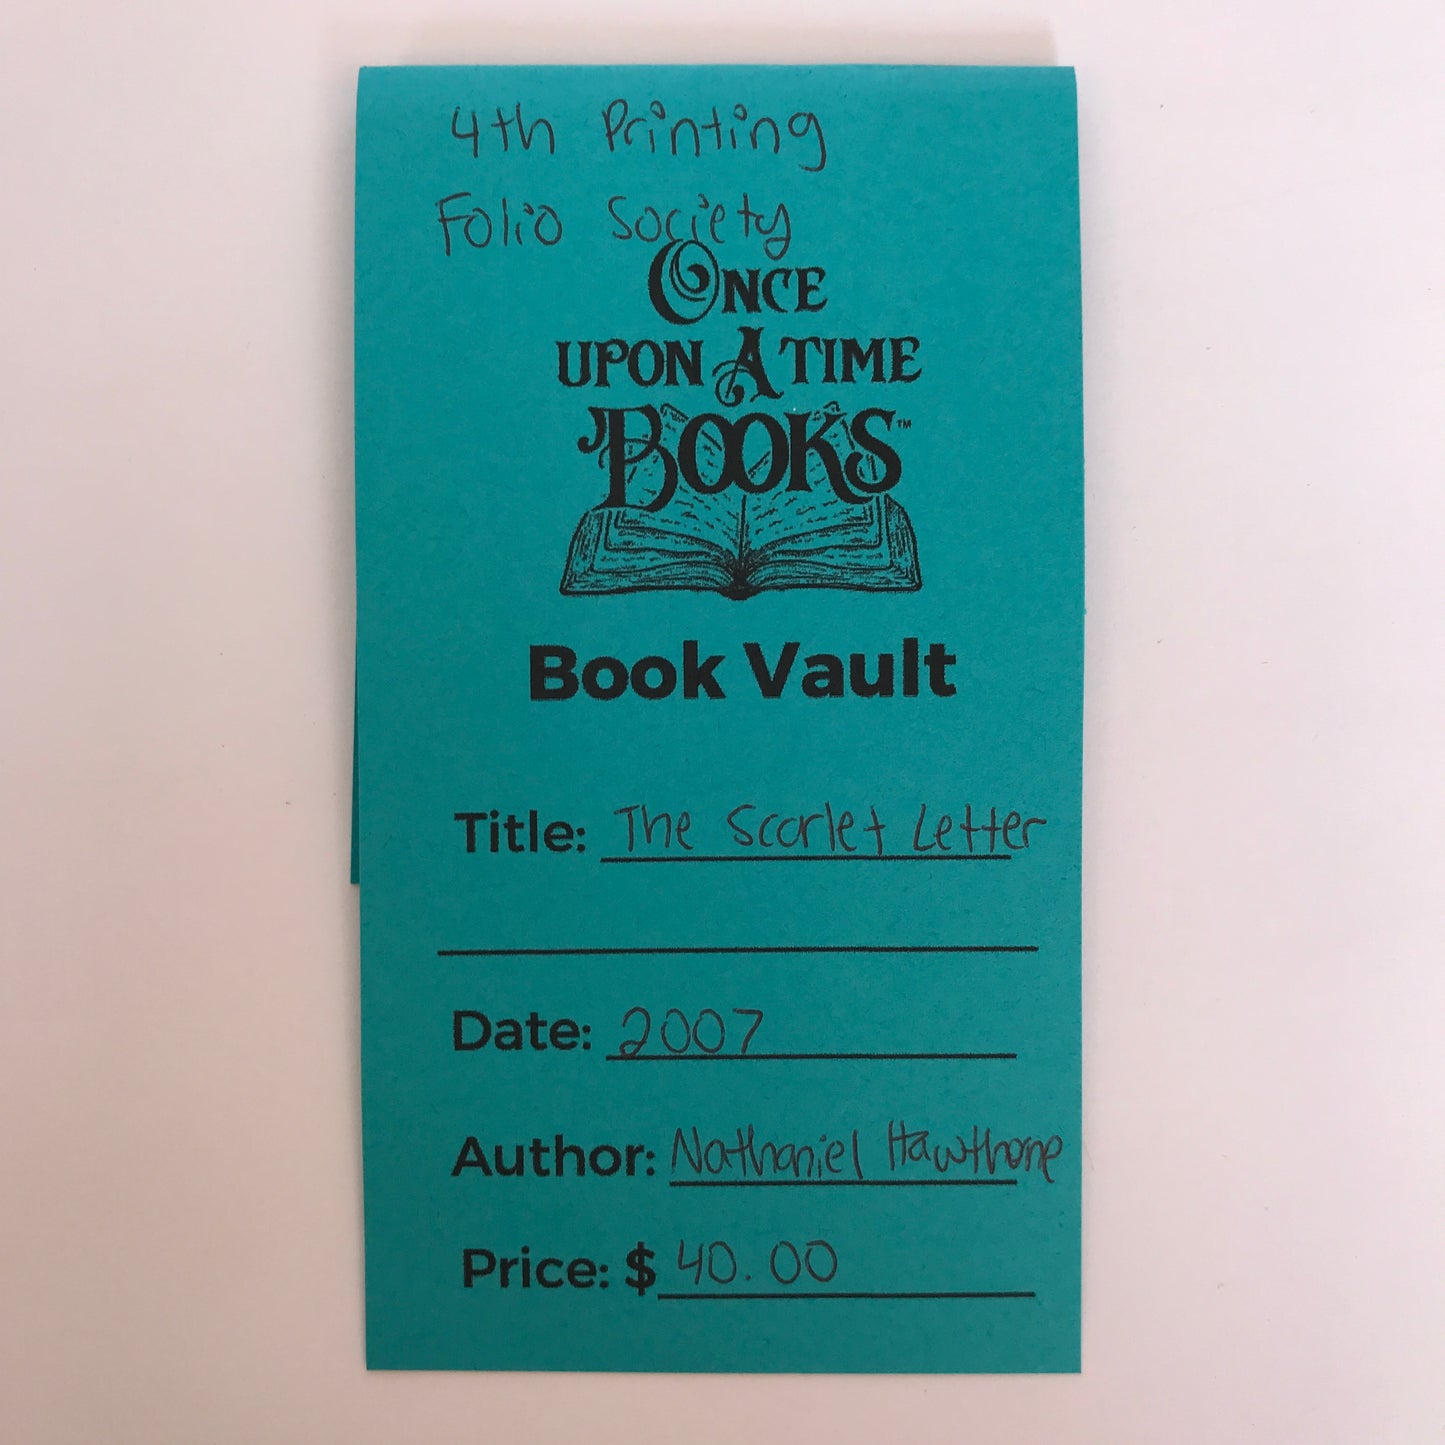 4th Printing
Folio Society
ONCE
UPON A TIME
BOOKS™
Book Vault
Title: The Scarlet Letter
Date: 2007
Author: Nathaniel Hawthorne
Price: $ 40.00